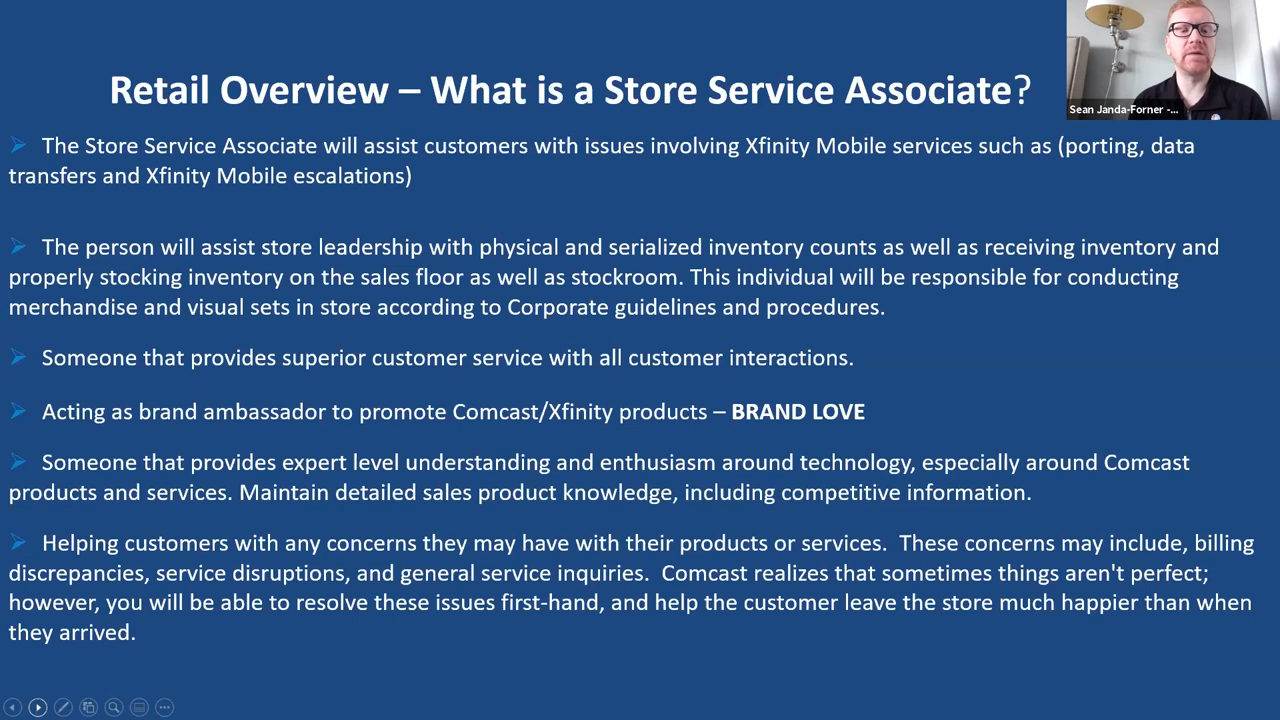 Retail Overview – What is a Store Service Associate?
Sean Janda-Forner -...
➢ The Store Service Associate will assist customers with issues involving Xfinity Mobile services such as (porting, data
transfers and Xfinity Mobile escalations)
➢ The person will assist store leadership with physical and serialized inventory counts as well as receiving inventory and
properly stocking inventory on the sales floor as well as stockroom. This individual will be responsible for conducting
merchandise and visual sets in store according to Corporate guidelines and procedures.
➢ Someone that provides superior customer service with all customer interactions.
➢ Acting as brand ambassador to promote Comcast/Xfinity products – BRAND LOVE
➢ Someone that provides expert level understanding and enthusiasm around technology, especially around Comcast
products and services. Maintain detailed sales product knowledge, including competitive information.
➢ Helping customers with any concerns they may have with their products or services.  These concerns may include, billing
discrepancies, service disruptions, and general service inquiries.  Comcast realizes that sometimes things aren't perfect;
however, you will be able to resolve these issues first-hand, and help the customer leave the store much happier than when
they arrived.